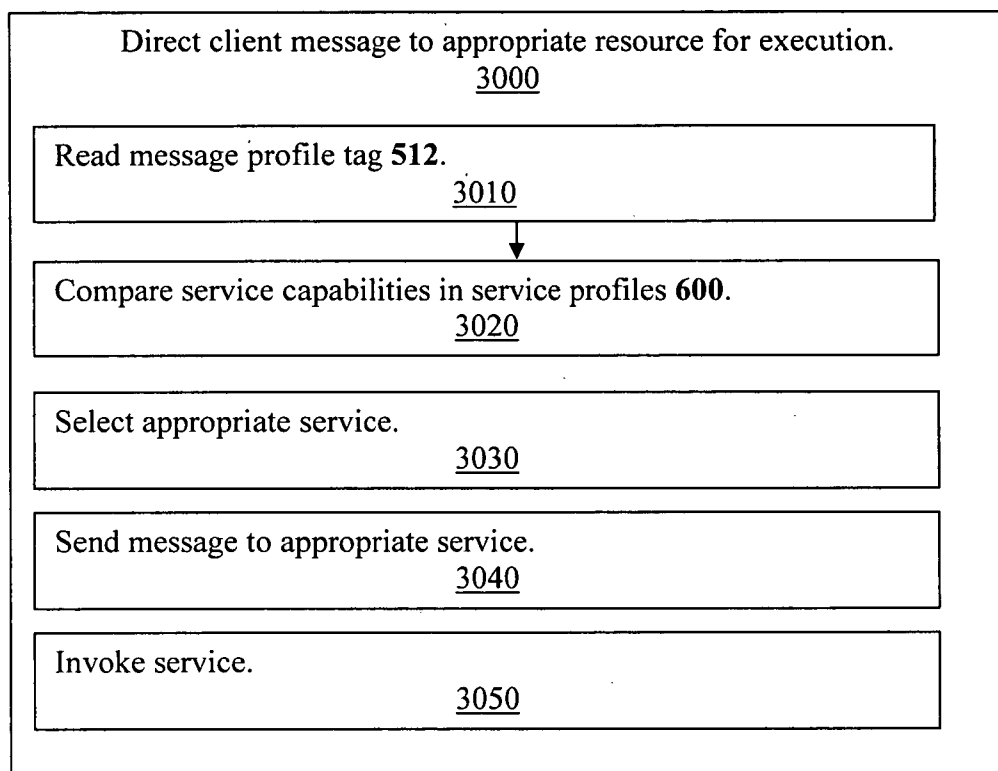 Direct client message to appropriate resource for execution.
3000
Read message profile tag 512.
3010
Compare service capabilities in service profiles 600.
3020
Select appropriate service.
3030
Send message to appropriate service.
3040
Invoke service.
3050